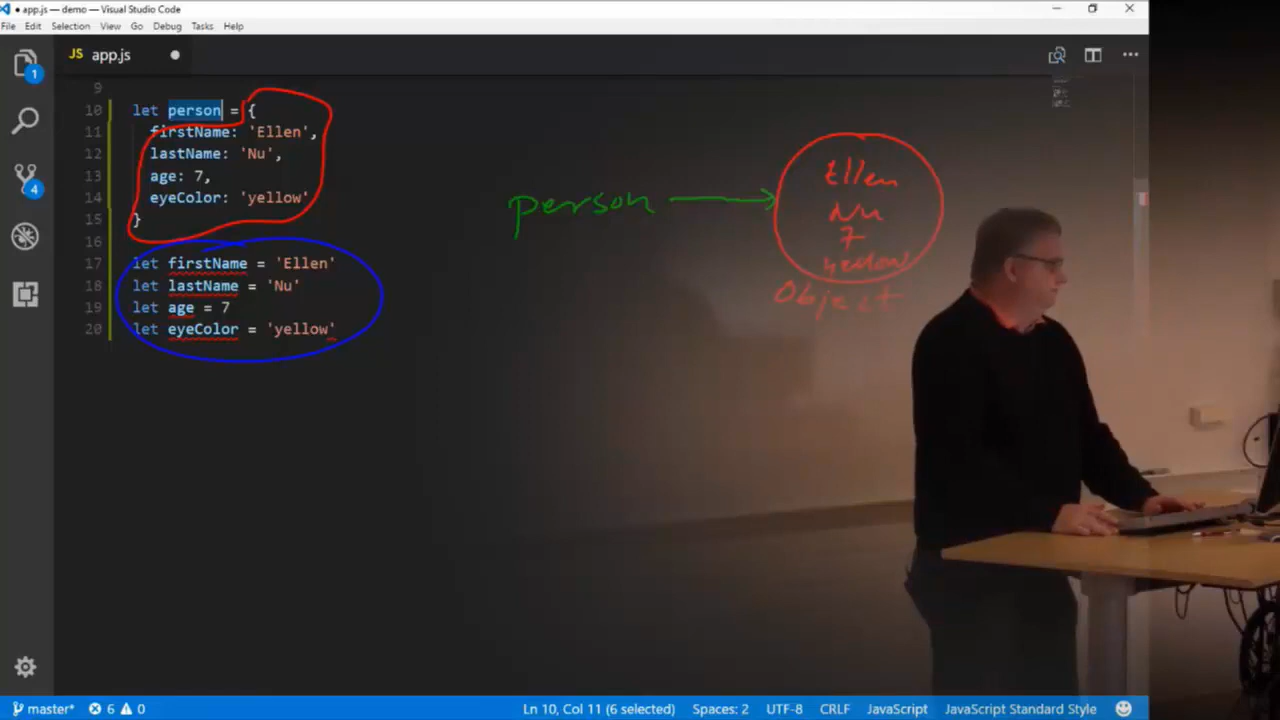 app.js — demo — Visual Studio Code
File Edit Selection View Go Debug Tasks Help
JS app.js
1
4
9
10 let person = {
11 firstName: 'Ellen',
12 lastName: 'Nu',
13 age: 7,
14 eyeColor: 'yellow'
15 }
16
17 let firstName = 'Ellen'
18 let lastName = 'Nu'
19 let age = 7
20 let eyeColor = 'yellow'
person
Ellen
Nu
7
yellow
Object
master* 6 0 Ln 10, Col 11 (6 selected) Spaces: 2 UTF-8 CRLF JavaScript JavaScript Standard Style